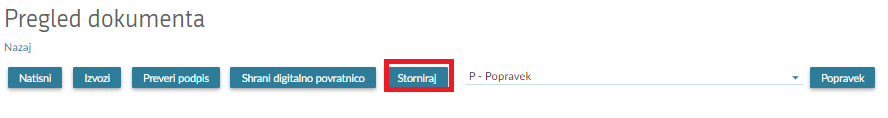 Pregled dokumenta
Nazaj
Natisni Izvozi Preveri podpis Shrani digitalno povratnico Storniraj P - Popravek Popravek